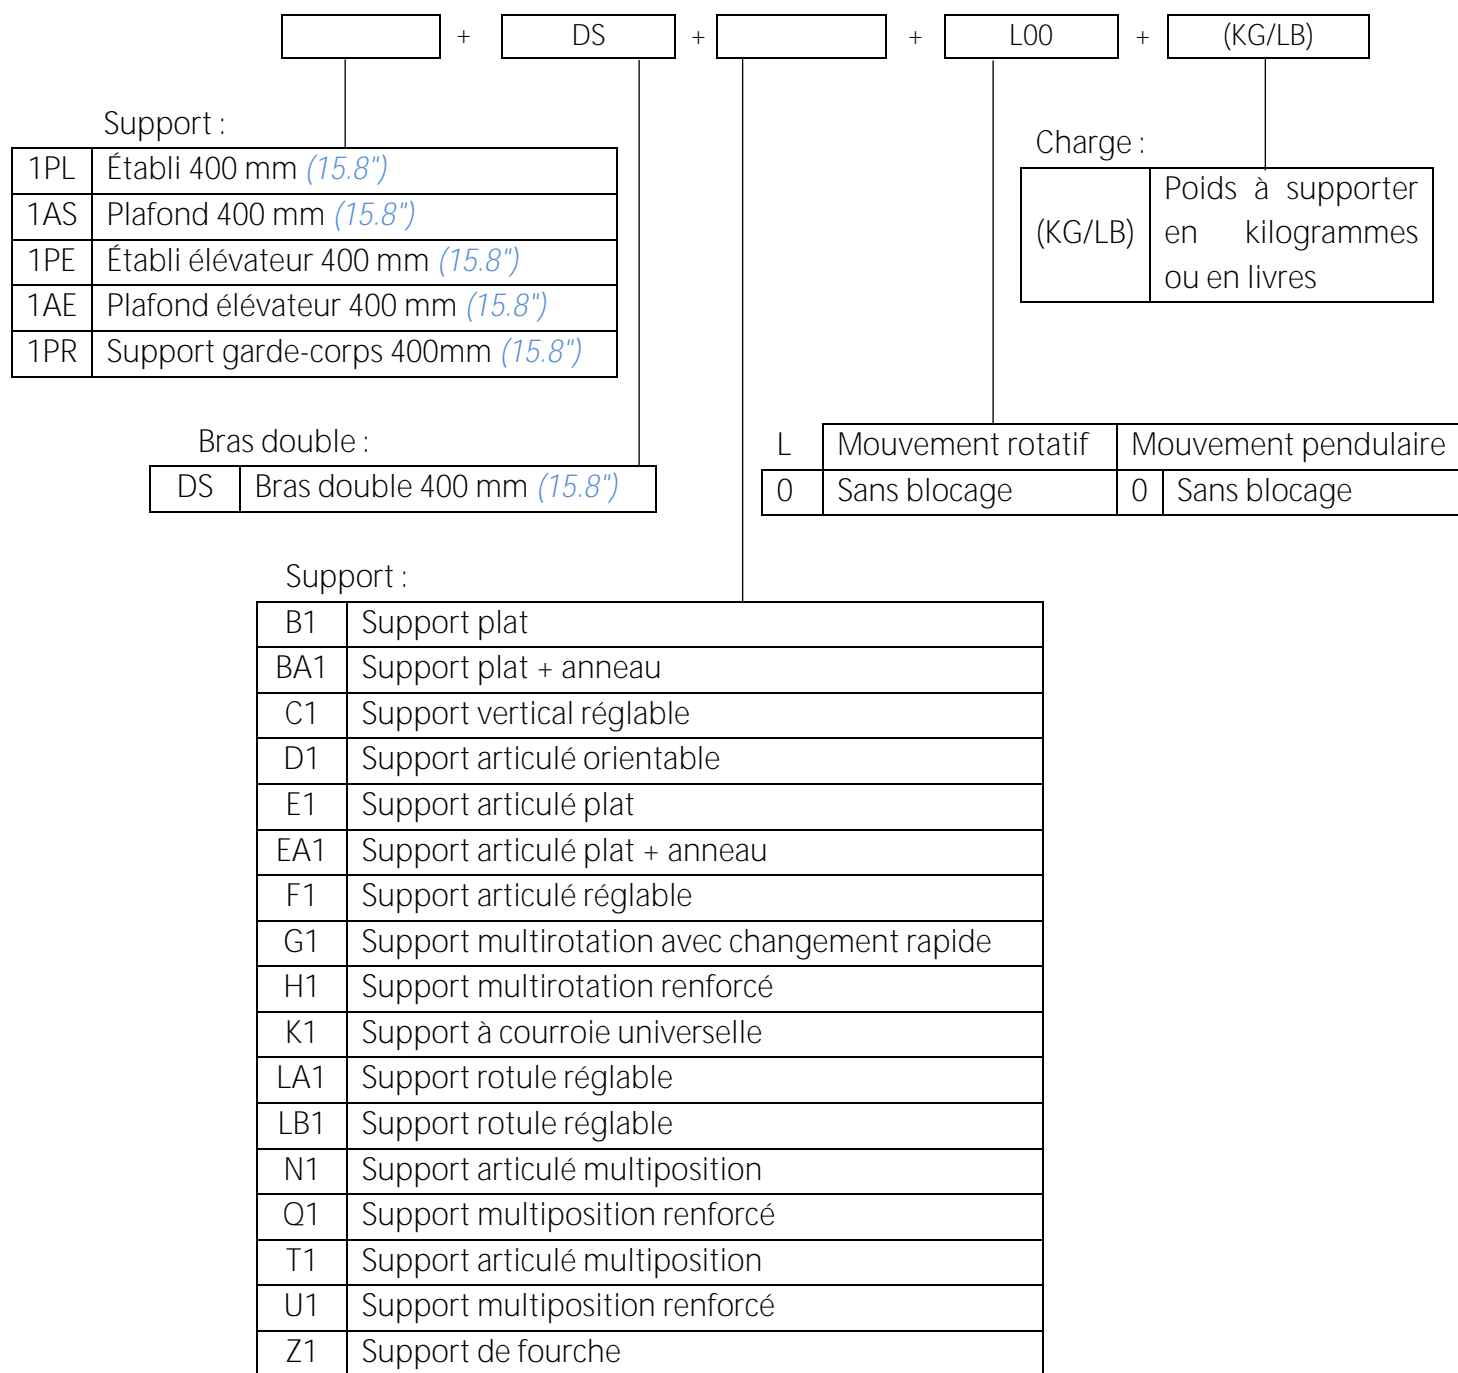 + DS + + L00 + (KG/LB)
Support :
1PL Établi 400 mm (15.8")
1AS Plafond 400 mm (15.8")
1PE Établi élévateur 400 mm (15.8")
1AE Plafond élévateur 400 mm (15.8")
1PR Support garde-corps 400mm (15.8")
Charge :
(KG/LB) Poids à supporter
en kilogrammes
ou en livres
Bras double :
DS Bras double 400 mm (15.8")
L Mouvement rotatif Mouvement pendulaire
0 Sans blocage 0 Sans blocage
Support :
B1 Support plat
BA1 Support plat + anneau
C1 Support vertical réglable
D1 Support articulé orientable
E1 Support articulé plat
EA1 Support articulé plat + anneau
F1 Support articulé réglable
G1 Support multirotation avec changement rapide
H1 Support multirotation renforcé
K1 Support à courroie universelle
LA1 Support rotule réglable
LB1 Support rotule réglable
N1 Support articulé multiposition
Q1 Support multiposition renforcé
T1 Support articulé multiposition
U1 Support multiposition renforcé
Z1 Support de fourche